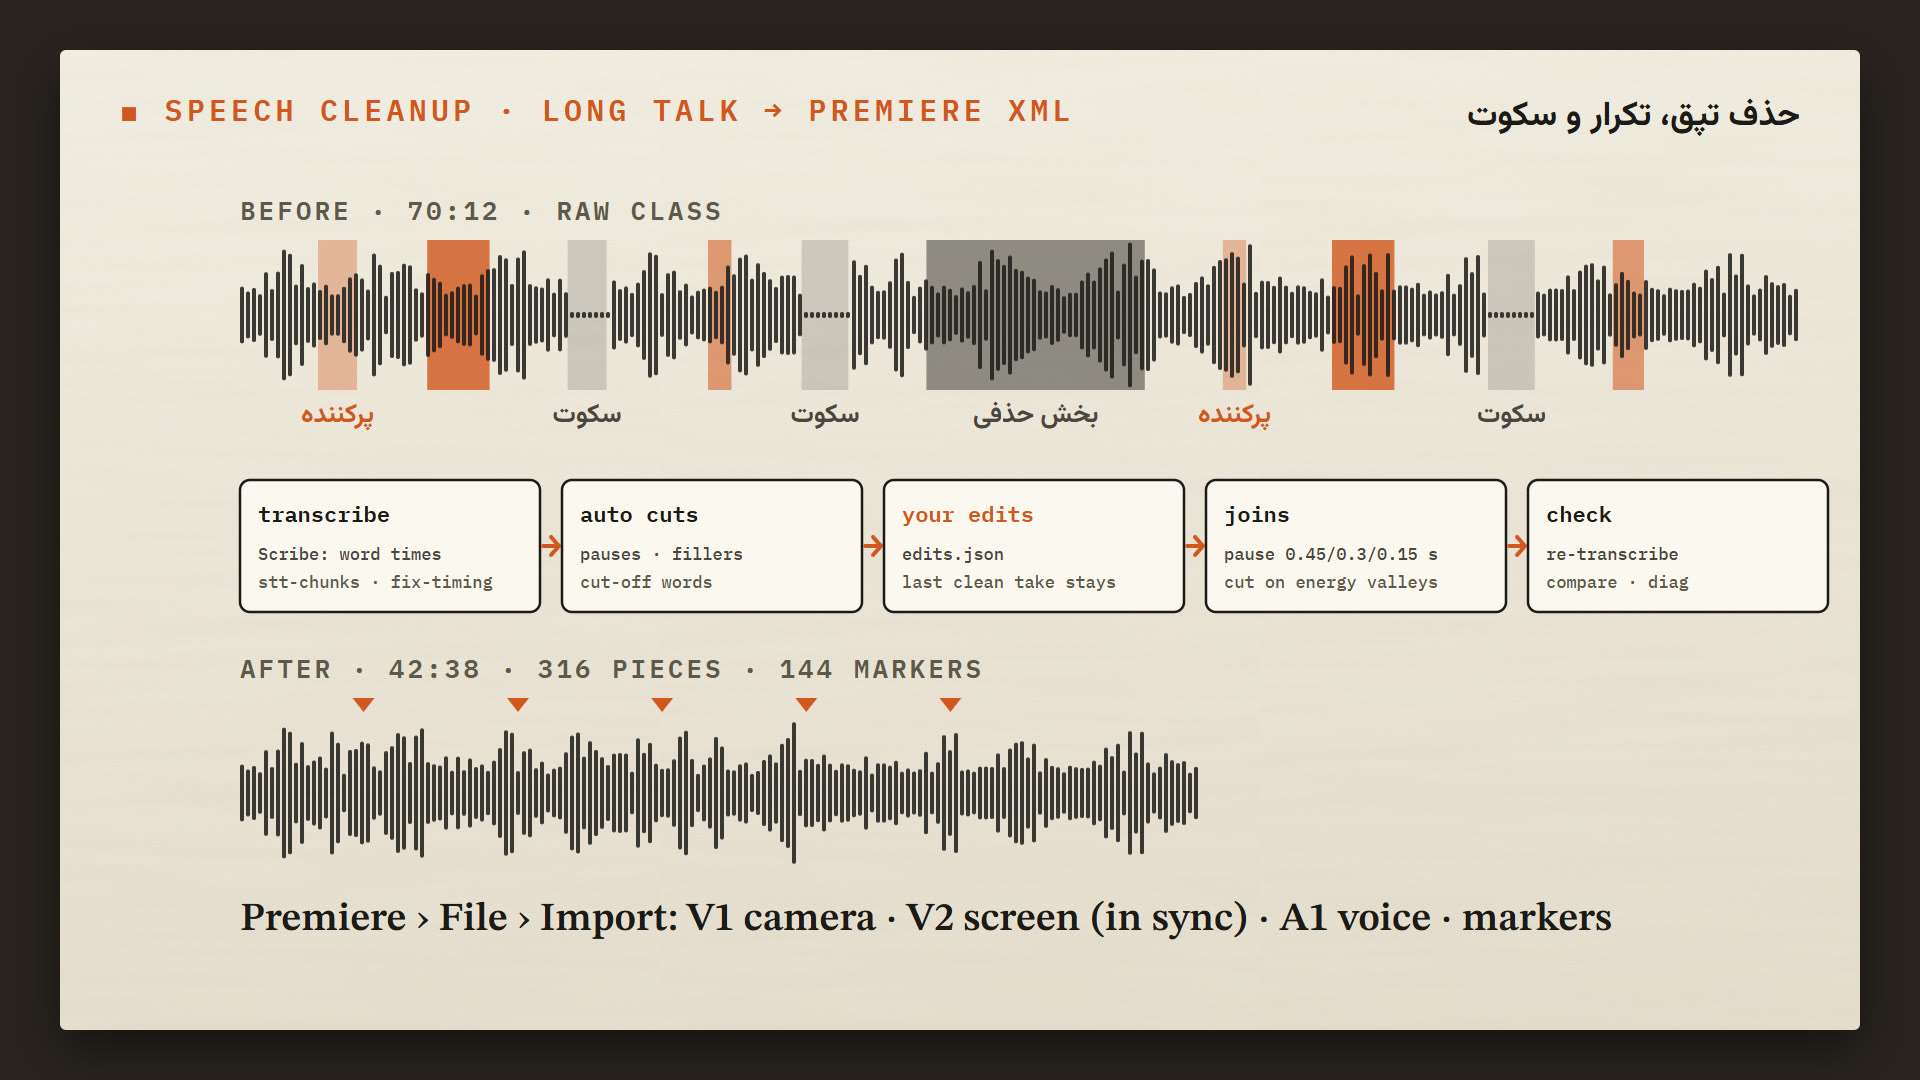 SPEECH CLEANUP · LONG TALK → PREMIERE XML
حذف تپق، تکرار و سکوت
BEFORE · 70:12 · RAW CLASS
پرکننده
سکوت
سکوت
بخش حذفی
پرکننده
سکوت
transcribe
Scribe: word times
stt-chunks · fix-timing
auto cuts
pauses · fillers
cut-off words
your edits
edits.json
last clean take stays
joins
pause 0.45/0.3/0.15 s
cut on energy valleys
check
re-transcribe
compare · diag
AFTER · 42:38 · 316 PIECES · 144 MARKERS
Premiere › File › Import: V1 camera · V2 screen (in sync) · A1 voice · markers